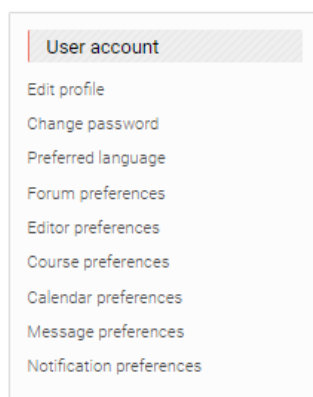 User account
Edit profile
Change password
Preferred language
Forum preferences
Editor preferences
Course preferences
Calendar preferences
Message preferences
Notification preferences